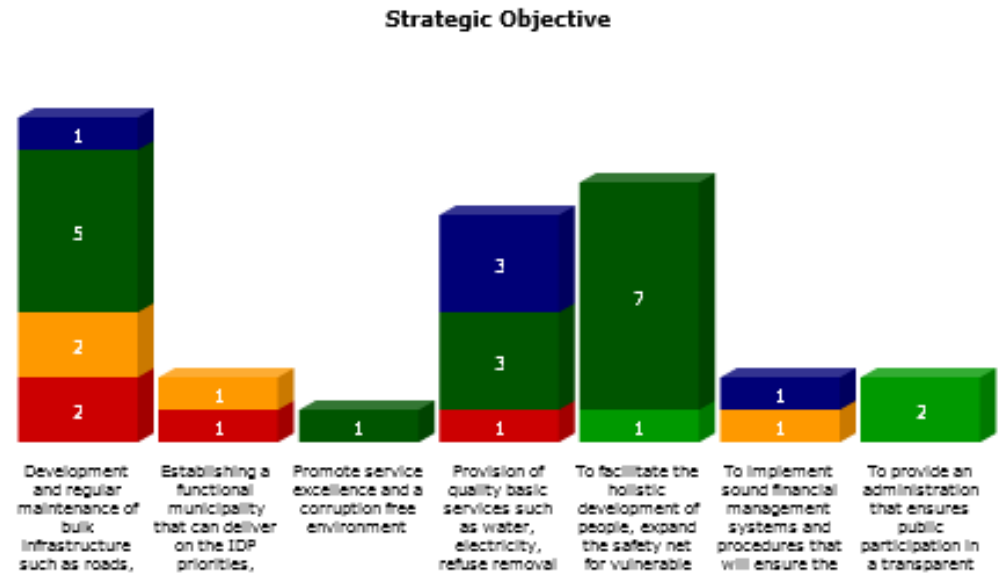 Strategic Objective
1
5
2
2
1
1
1
3
3
1
7
1
1
1
2
Development
and regular
maintenance of
bulk
infrastructure
such as roads,
Establishing a
functional
municipality
that can deliver
on the IDP
priorities,
Promote service
excellence and a
corruption free
environment
Provision of
quality basic
services such
as water,
electricity,
refuse removal
To facilitate the
holistic
development of
people, expand
the safety net
for vulnerable
To implement
sound financial
management
systems and
procedures that
will ensure the
To provide an
administration
that ensures
public
participation in
a transparent